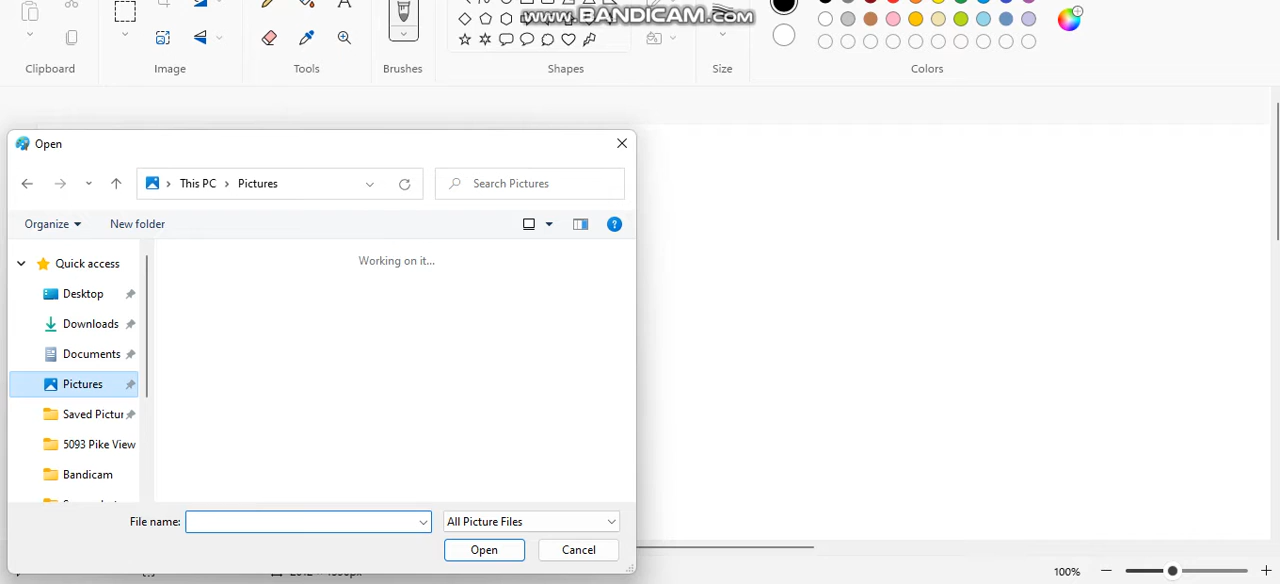 www.BANDICAM.com
Clipboard
Image
Tools
Brushes
Shapes
Size
Colors
Open
This PC
Pictures
Search Pictures
Organize
New folder
Quick access
Working on it...
Desktop
Downloads
Documents
Pictures
Saved Pictur
5093 Pike View
Bandicam
File name:
All Picture Files
Open
Cancel
100%